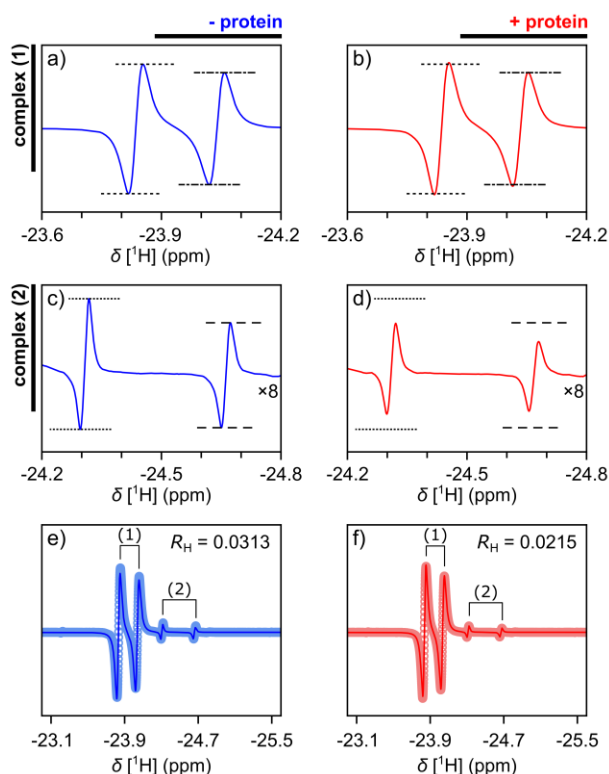 - protein
+ protein
complex (1)
a)
b)
-23.6 -23.9 -24.2
-23.6 -23.9 -24.2
δ [¹H] (ppm)
δ [¹H] (ppm)
complex (2)
c)
×8
d)
×8
-24.2 -24.5 -24.8
-24.2 -24.5 -24.8
δ [¹H] (ppm)
δ [¹H] (ppm)
e)
(1)
R_H = 0.0313
(2)
f)
(1)
R_H = 0.0215
(2)
-23.1 -23.9 -24.7 -25.5
-23.1 -23.9 -24.7 -25.5
δ [¹H] (ppm)
δ [¹H] (ppm)